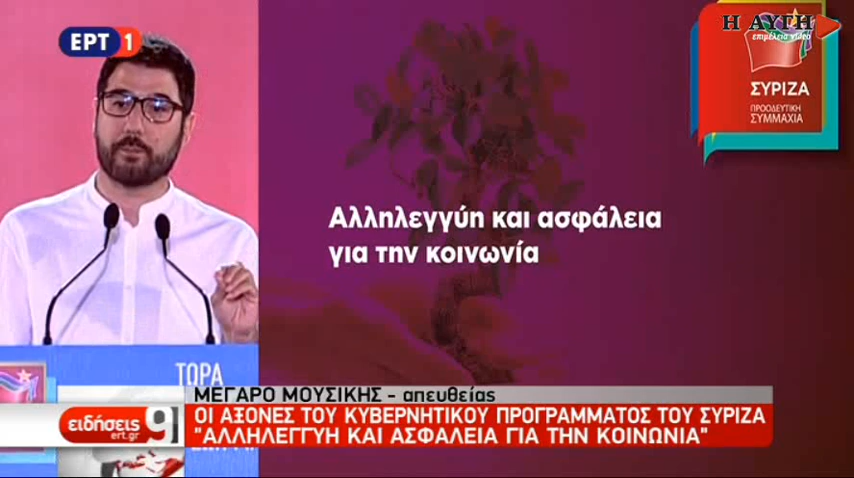 ΕΡΤ 1
Η ΑΥΓΗ
επιμέλεια video
ΣΥΡΙΖΑ
ΠΡΟΟΔΕΥΤΙΚΗ
ΣΥΜΜΑΧΙΑ
Αλληλεγγύη και ασφάλεια
για την κοινωνία
ΤΩΡΑ
ΜΕΓΑΡΟ ΜΟΥΣΙΚΗΣ - απευθείας
ειδήσεις 9
ert.gr
ΟΙ ΑΞΟΝΕΣ ΤΟΥ ΚΥΒΕΡΝΗΤΙΚΟΥ ΠΡΟΓΡΑΜΜΑΤΟΣ ΤΟΥ ΣΥΡΙΖΑ
"ΑΛΛΗΛΕΓΓΥΗ ΚΑΙ ΑΣΦΑΛΕΙΑ ΓΙΑ ΤΗΝ ΚΟΙΝΩΝΙΑ"